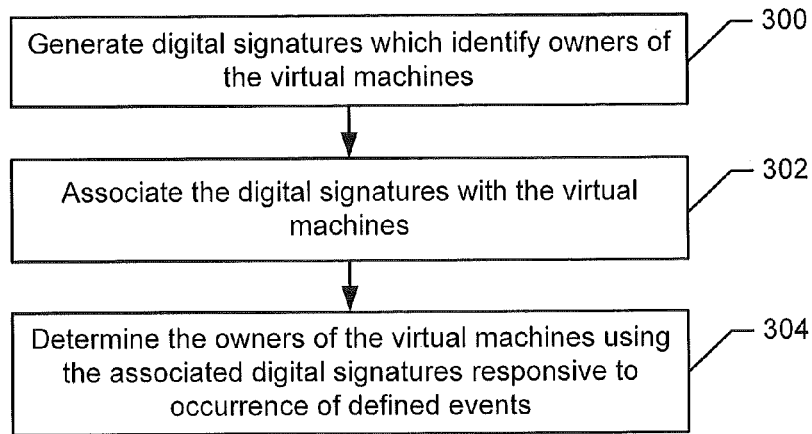 Generate digital signatures which identify owners of
the virtual machines
300
Associate the digital signatures with the virtual
machines
302
Determine the owners of the virtual machines using
the associated digital signatures responsive to
occurrence of defined events
304